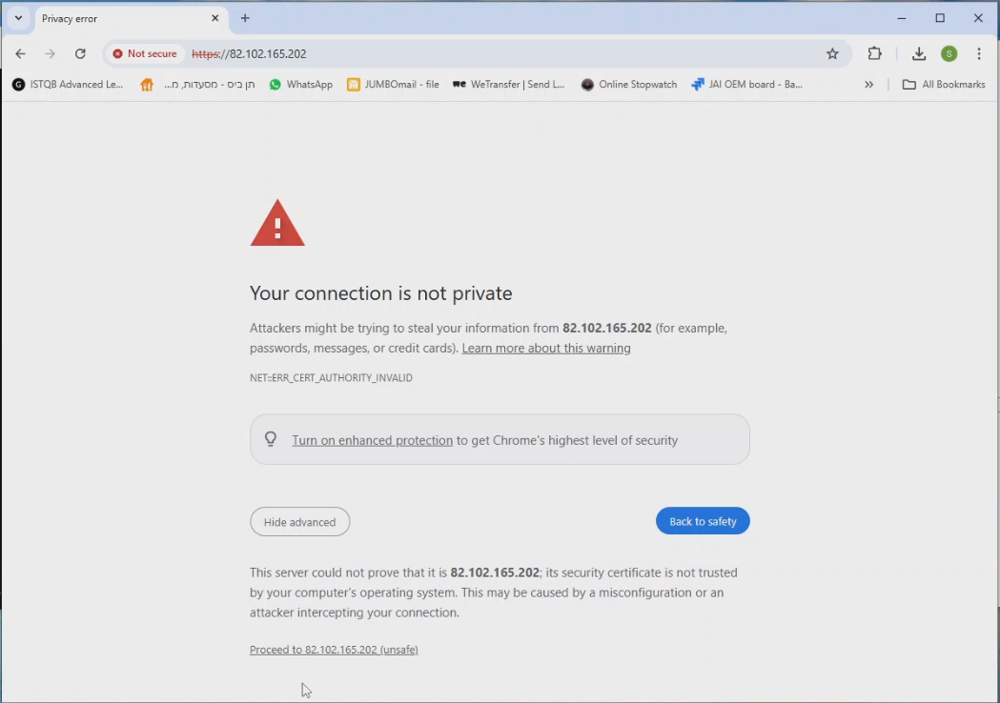 Privacy error
Not secure https://82.102.165.202
S
G ISTQB Advanced Le...
תן ביס - מסעדות, מ...
WhatsApp
JUMBOmail - file
we WeTransfer | Send L...
Online Stopwatch
JAI OEM board - Ba...
All Bookmarks
Your connection is not private
Attackers might be trying to steal your information from 82.102.165.202 (for example,
passwords, messages, or credit cards). Learn more about this warning
NET::ERR_CERT_AUTHORITY_INVALID
Turn on enhanced protection to get Chrome's highest level of security
Hide advanced
Back to safety
This server could not prove that it is 82.102.165.202; its security certificate is not trusted
by your computer's operating system. This may be caused by a misconfiguration or an
attacker intercepting your connection.
Proceed to 82.102.165.202 (unsafe)